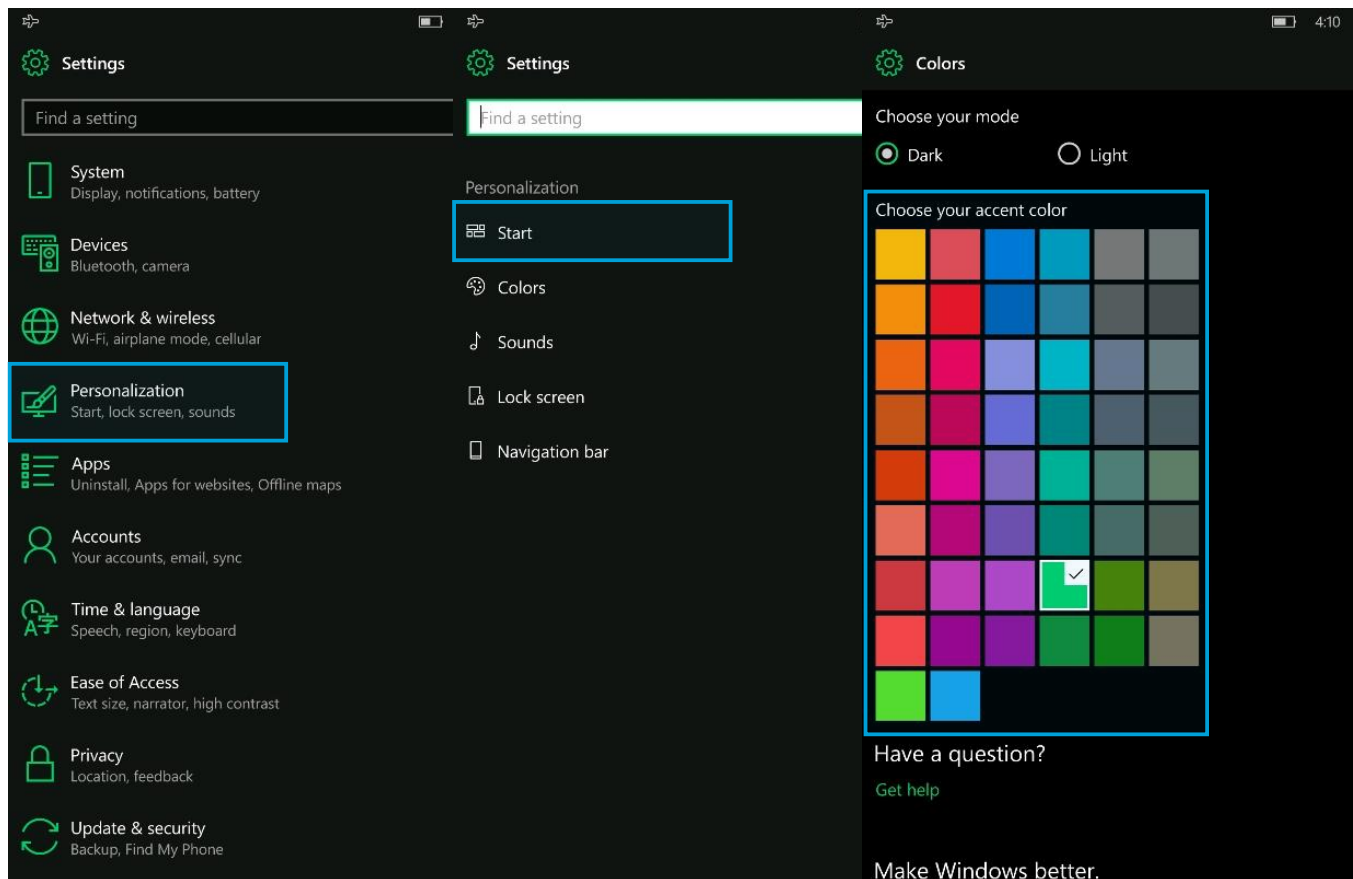 Settings
Find a setting
System
Display, notifications, battery
Devices
Bluetooth, camera
Network & wireless
Wi-Fi, airplane mode, cellular
Personalization
Start, lock screen, sounds
Apps
Uninstall, Apps for websites, Offline maps
Accounts
Your accounts, email, sync
A字
Time & language
Speech, region, keyboard
Ease of Access
Text size, narrator, high contrast
Privacy
Location, feedback
Update & security
Backup, Find My Phone
Settings
Find a setting
Personalization
Start
Colors
Sounds
Lock screen
Navigation bar
4:10
Colors
Choose your mode
Dark
Light
Choose your accent color
Have a question?
Get help
Make Windows better.